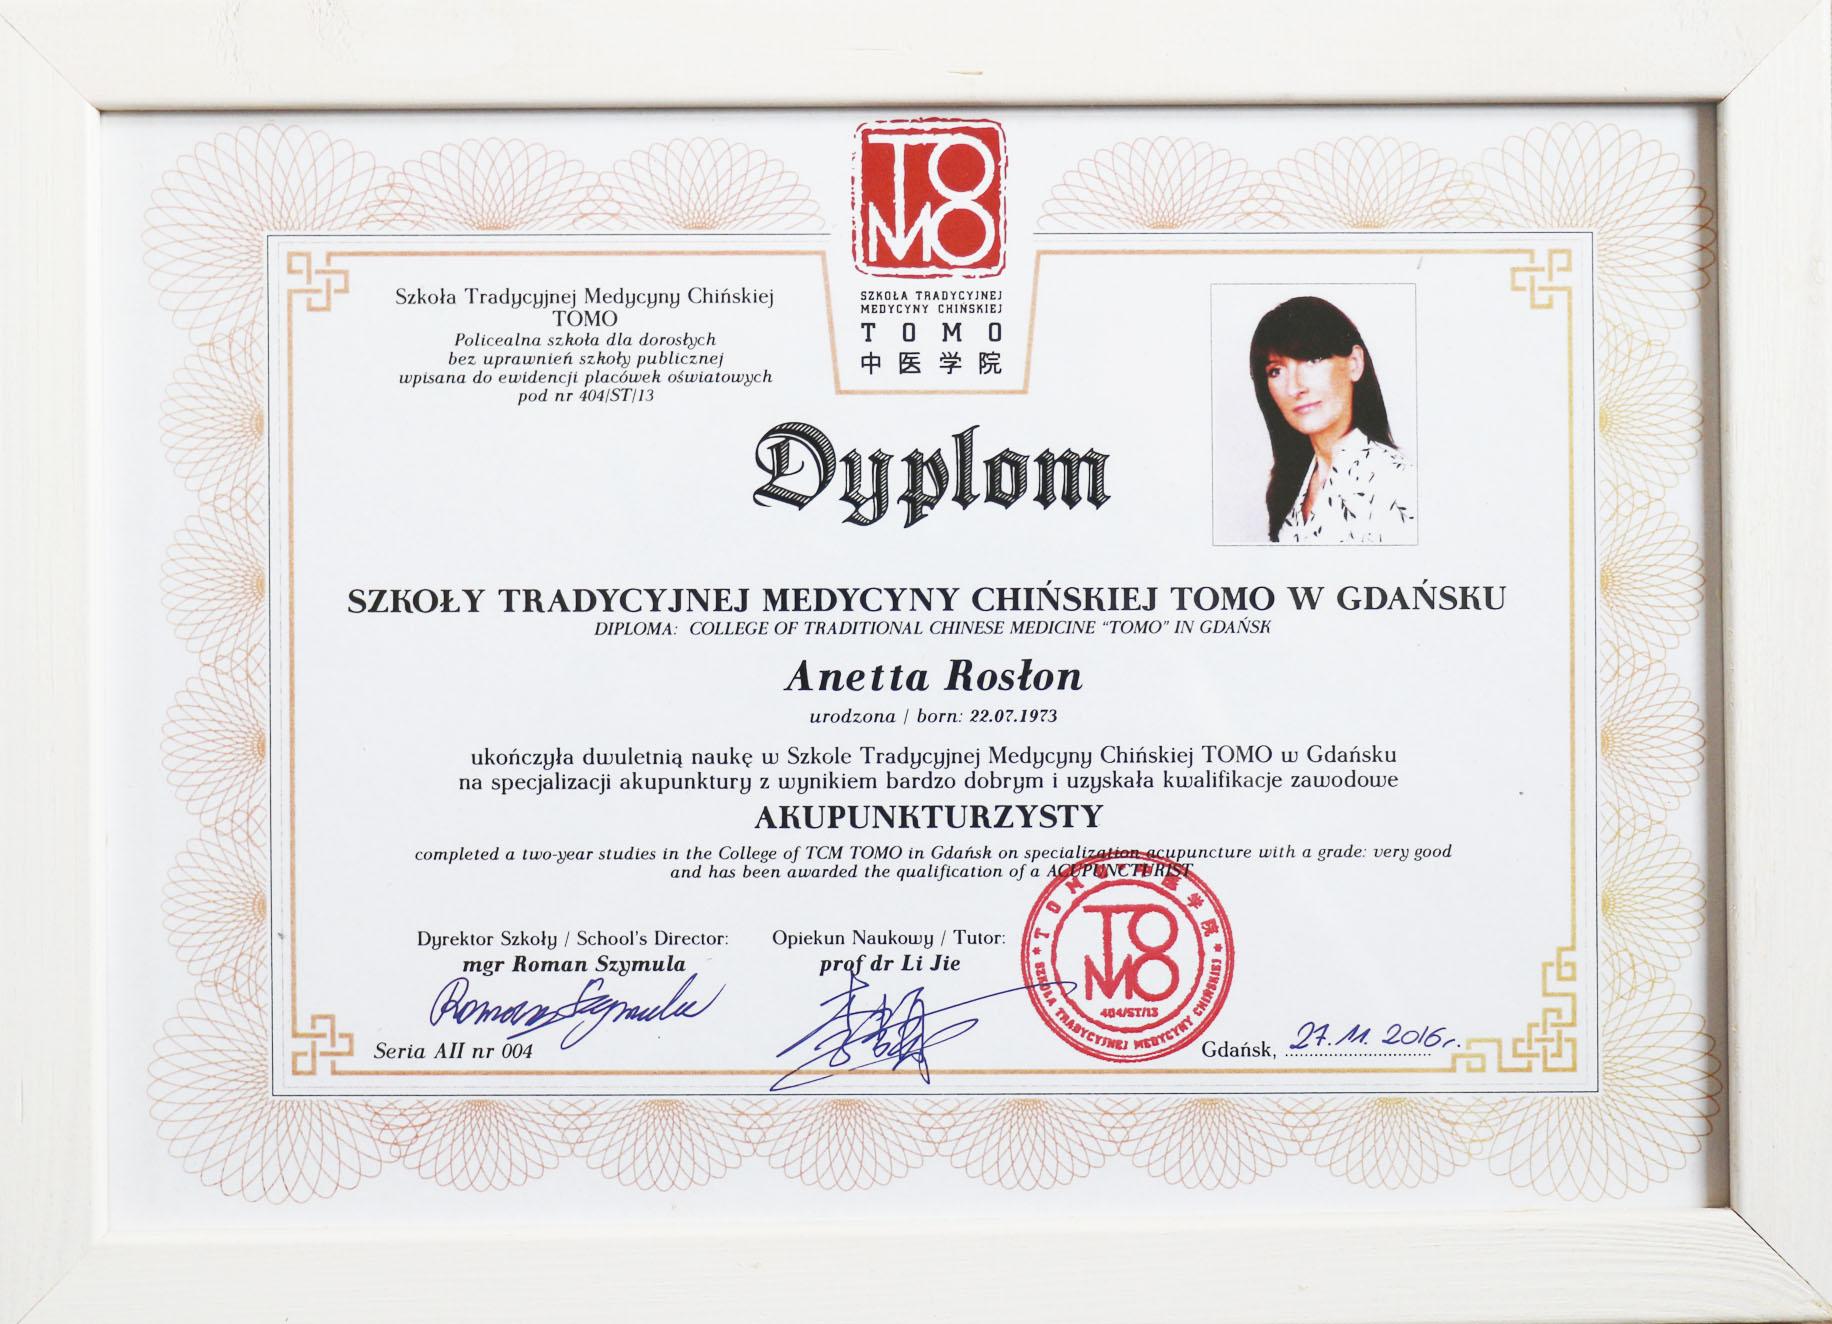 TOMO
SZKOŁA TRADYCYJNEJ
MEDYCYNY CHIŃSKIEJ
TOMO
中医学院
Szkoła Tradycyjnej Medycyny Chińskiej
TOMO
Policealna szkoła dla dorosłych
bez uprawnień szkoły publicznej
wpisana do ewidencji placówek oświatowych
pod nr 404/ST/13
Dyplom
SZKOŁY TRADYCYJNEJ MEDYCYNY CHIŃSKIEJ TOMO W GDAŃSKU
DIPLOMA: COLLEGE OF TRADITIONAL CHINESE MEDICINE "TOMO" IN GDAŃSK
Anetta Rosłon
urodzona / born: 22.07.1973
ukończyła dwuletnią naukę w Szkole Tradycyjnej Medycyny Chińskiej TOMO w Gdańsku
na specjalizacji akupunktury z wynikiem bardzo dobrym i uzyskała kwalifikacje zawodowe
AKUPUNKTURZYSTY
completed a two-year studies in the College of TCM TOMO in Gdańsk on specialization acupuncture with a grade: very good
and has been awarded the qualification of a ACUPUNCTURIST
Dyrektor Szkoły / School's Director:
mgr Roman Szymula
Roman Szymula
Opiekun Naukowy / Tutor:
prof dr Li Jie
TOMO 中医学院
TOMO
404/ST/13
SZKOŁA TRADYCYJNEJ MEDYCYNY CHIŃSKIEJ
Seria AII nr 004
Gdańsk, 27.11.2016r.